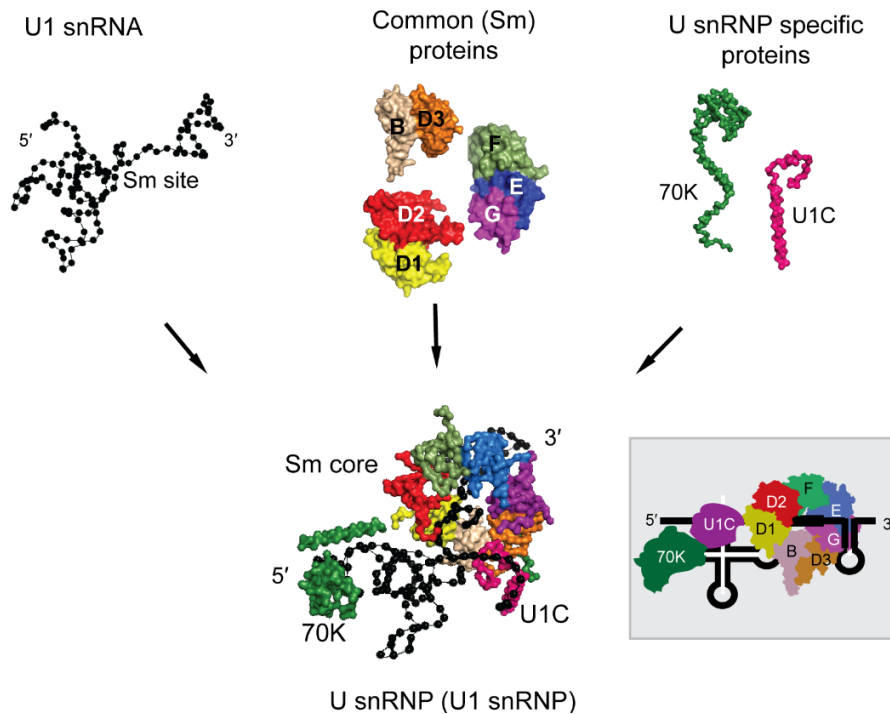 U1 snRNA
Common (Sm)
proteins
U snRNP specific
proteins
5′
3′
Sm site
B
D3
F
E
G
D2
D1
70K
U1C
Sm core
3′
5′
70K
U1C
5′
U1C
70K
D2
F
D1
E
G
B
D3
3′
U snRNP (U1 snRNP)